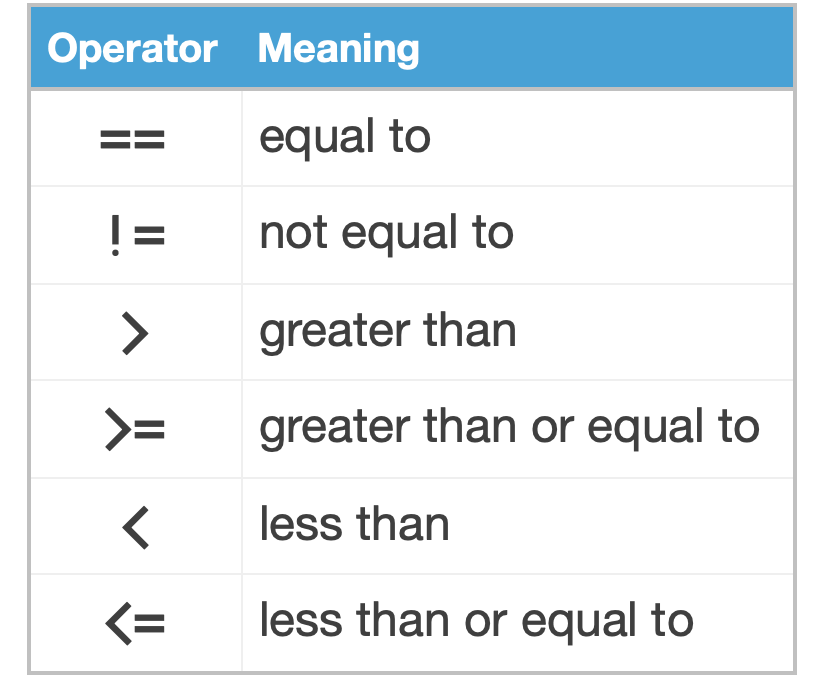 Operator Meaning
== equal to
!= not equal to
> greater than
>= greater than or equal to
< less than
<= less than or equal to